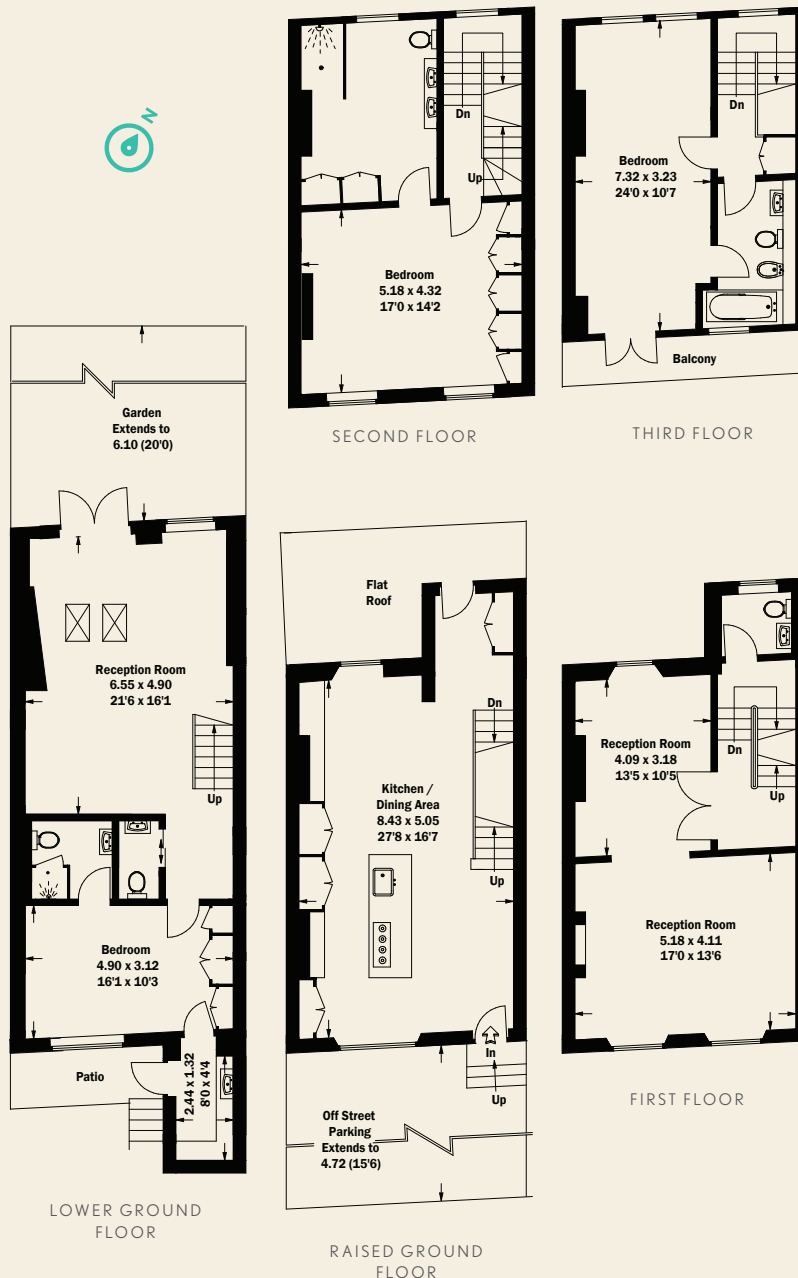 N
Dn
Up
Bedroom
5.18 x 4.32
17'0 x 14'2
SECOND FLOOR
Dn
Bedroom
7.32 x 3.23
24'0 x 10'7
Balcony
THIRD FLOOR
Garden
Extends to
6.10 (20'0)
Reception Room
6.55 x 4.90
21'6 x 16'1
Up
Bedroom
4.90 x 3.12
16'1 x 10'3
Patio
2.44 x 1.32
8'0 x 4'4
LOWER GROUND
FLOOR
Flat
Roof
Dn
Kitchen /
Dining Area
8.43 x 5.05
27'8 x 16'7
Up
In
Up
Off Street
Parking
Extends to
4.72 (15'6)
RAISED GROUND
FLOOR
Reception Room
4.09 x 3.18
13'5 x 10'5
Dn
Up
Reception Room
5.18 x 4.11
17'0 x 13'6
FIRST FLOOR